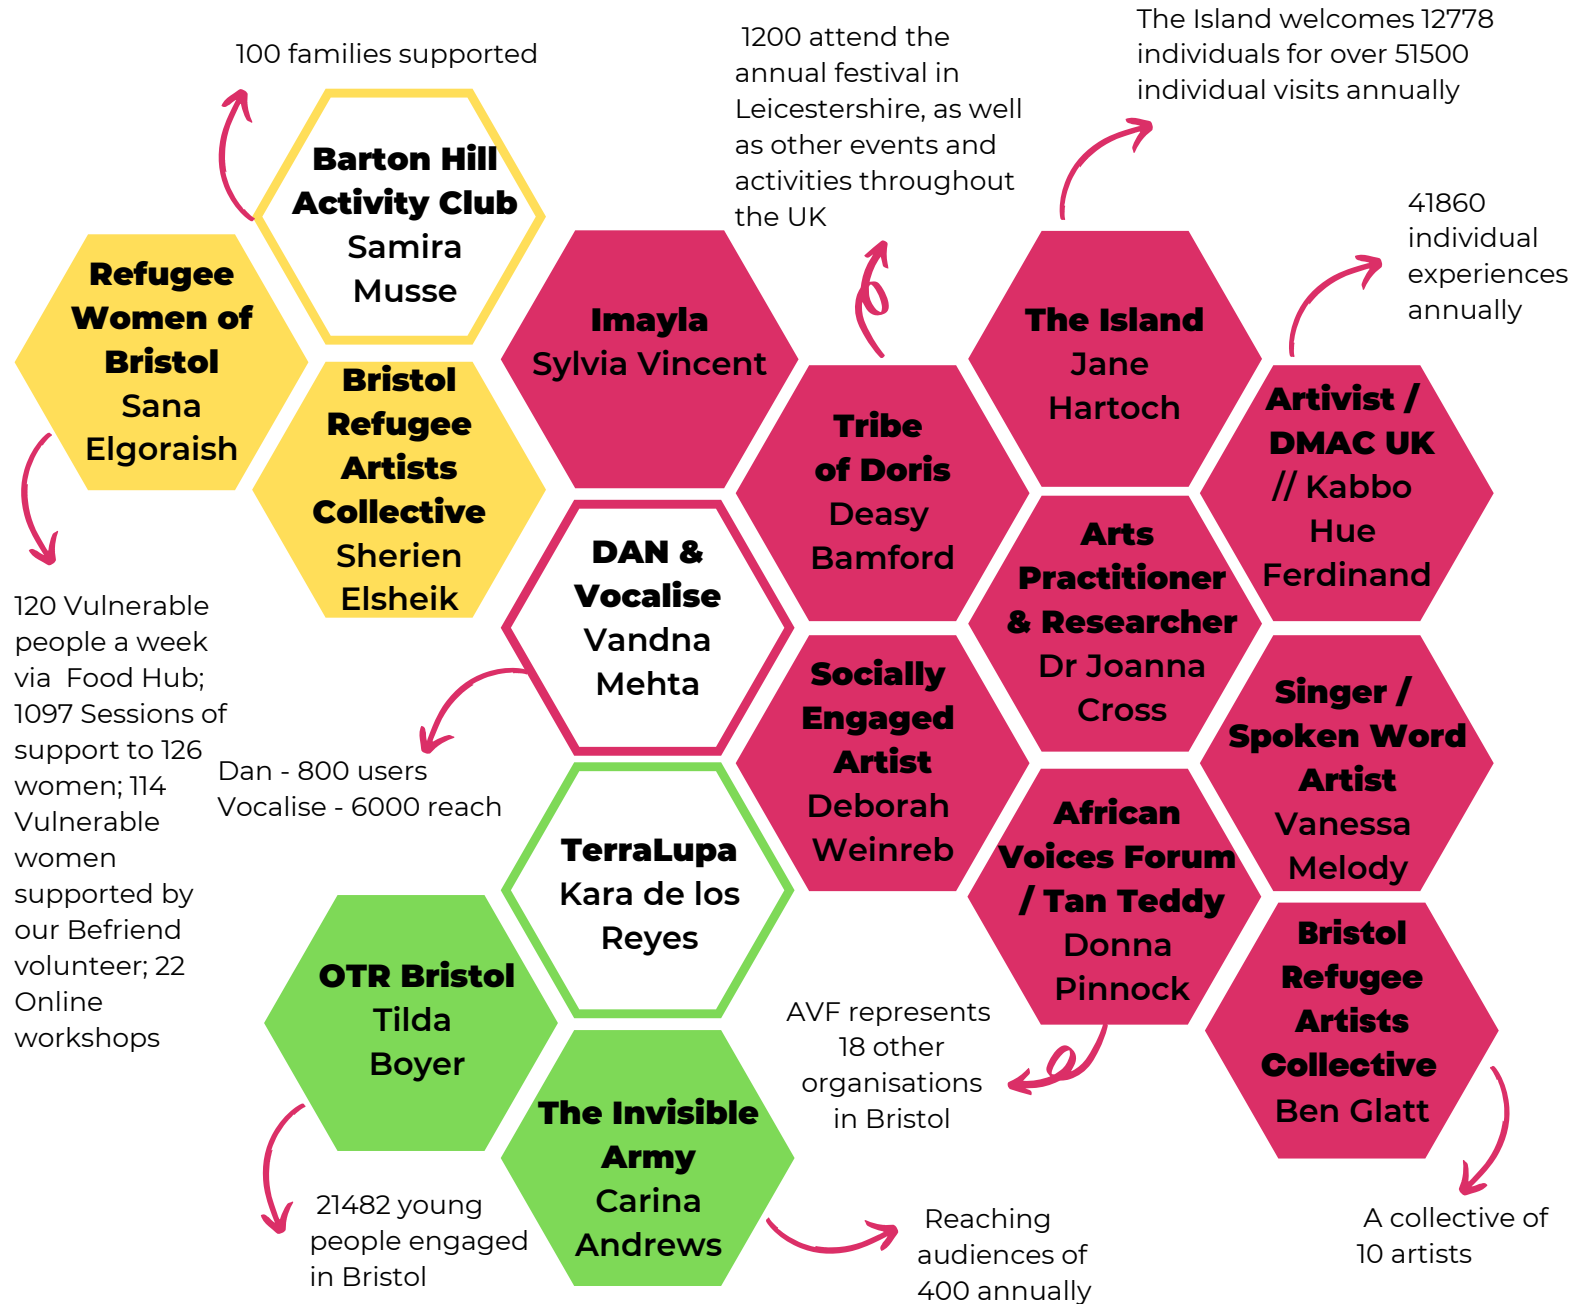 100 families supported
1200 attend the
annual festival in
Leicestershire, as well
as other events and
activities throughout
the UK
The Island welcomes 12778
individuals for over 51500
individual visits annually
41860
individual
experiences
annually
Barton Hill
Activity Club
Samira
Musse
Refugee
Women of
Bristol
Sana
Elgoraish
Bristol
Refugee
Artists
Collective
Sherien
Elsheik
Imayla
Sylvia Vincent
Tribe
of Doris
Deasy
Bamford
The Island
Jane
Hartoch
Artivist /
DMAC UK
// Kabbo
Hue
Ferdinand
DAN &
Vocalise
Vandna
Mehta
Arts
Practitioner
& Researcher
Dr Joanna
Cross
Socially
Engaged
Artist
Deborah
Weinreb
Singer /
Spoken Word
Artist
Vanessa
Melody
120 Vulnerable
people a week
via Food Hub;
1097 Sessions of
support to 126
women; 114
Vulnerable
women
supported by
our Befriend
volunteer; 22
Online
workshops
Dan - 800 users
Vocalise - 6000 reach
TerraLupa
Kara de los
Reyes
African
Voices Forum
/ Tan Teddy
Donna
Pinnock
OTR Bristol
Tilda
Boyer
Bristol
Refugee
Artists
Collective
Ben Glatt
AVF represents
18 other
organisations
in Bristol
The Invisible
Army
Carina
Andrews
21482 young
people engaged
in Bristol
Reaching
audiences of
400 annually
A collective of
10 artists